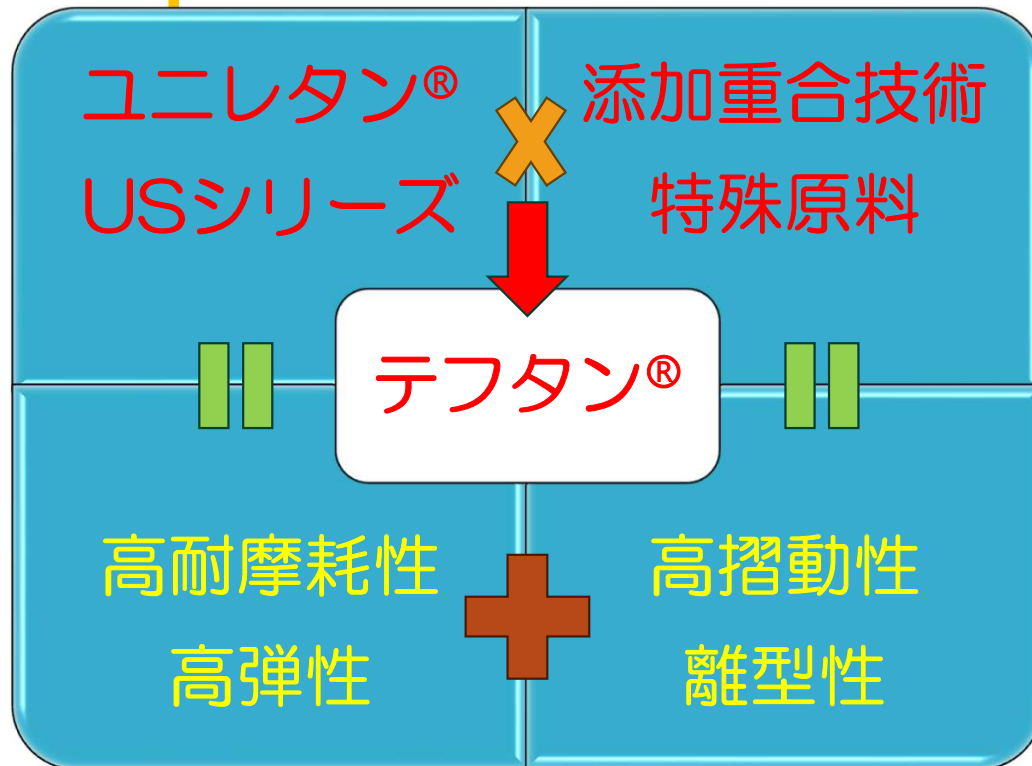 ユニレタン®
USシリーズ
添加重合技術
特殊原料
テフタン®
高耐摩耗性
高弾性
高摺動性
離型性